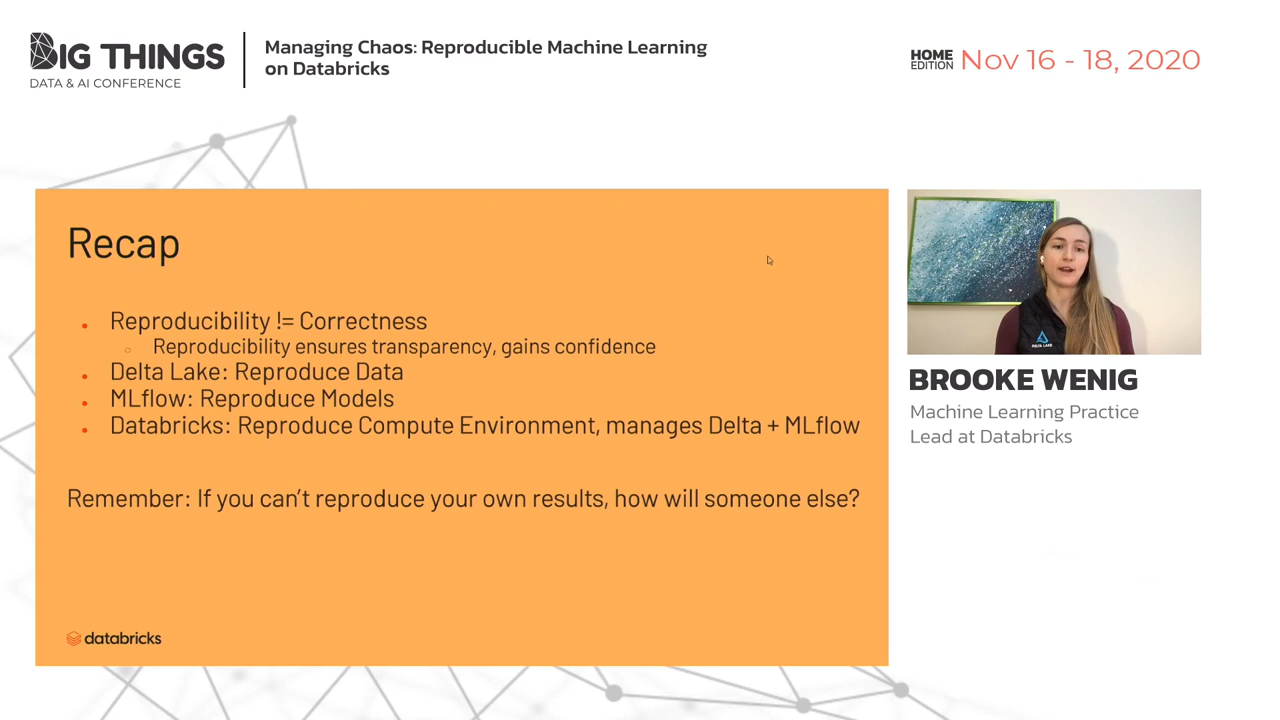 BIG THINGS
DATA & AI CONFERENCE
Managing Chaos: Reproducible Machine Learning
on Databricks
HOME
EDITION
Nov 16 - 18, 2020
Recap
Reproducibility != Correctness
Reproducibility ensures transparency, gains confidence
Delta Lake: Reproduce Data
MLflow: Reproduce Models
Databricks: Reproduce Compute Environment, manages Delta + MLflow
Remember: If you can't reproduce your own results, how will someone else?
databricks
DELTA LAKE
BROOKE WENIG
Machine Learning Practice
Lead at Databricks